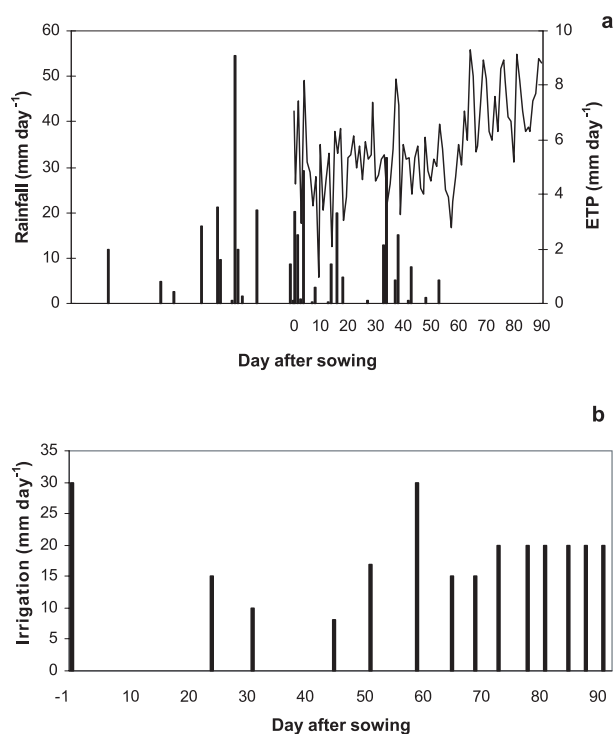 a
60
50
40
30
20
10
0
Rainfall (mm day⁻¹)
10
8
6
4
2
0
ETP (mm day⁻¹)
0 10 20 30 40 50 60 70 80 90
Day after sowing
b
35
30
25
20
15
10
5
0
Irrigation (mm day⁻¹)
-1 10 20 30 40 50 60 70 80 90
Day after sowing